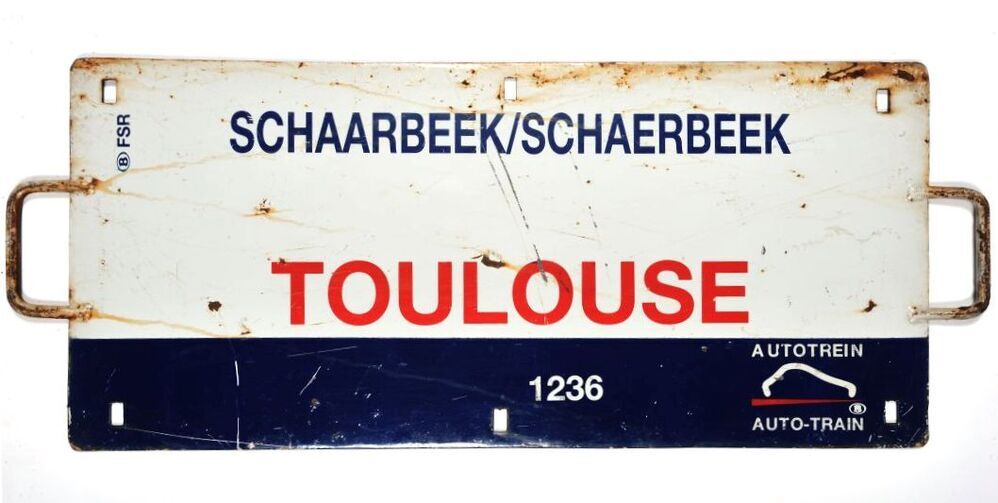 SCHAARBEEK/SCHAERBEEK
B FSR
TOULOUSE
1236
AUTOTREIN
B
AUTO-TRAIN